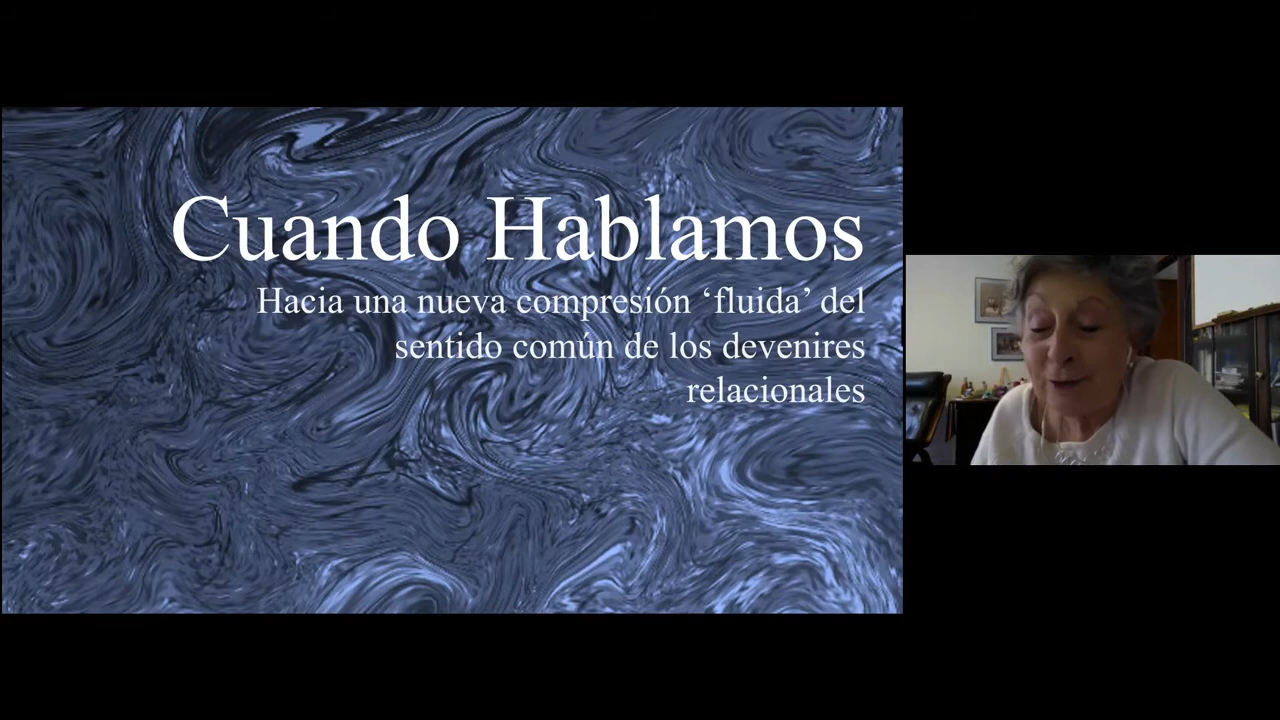 Cuando Hablamos
Hacia una nueva compresión ‘fluida’ del
sentido común de los devenires
relacionales